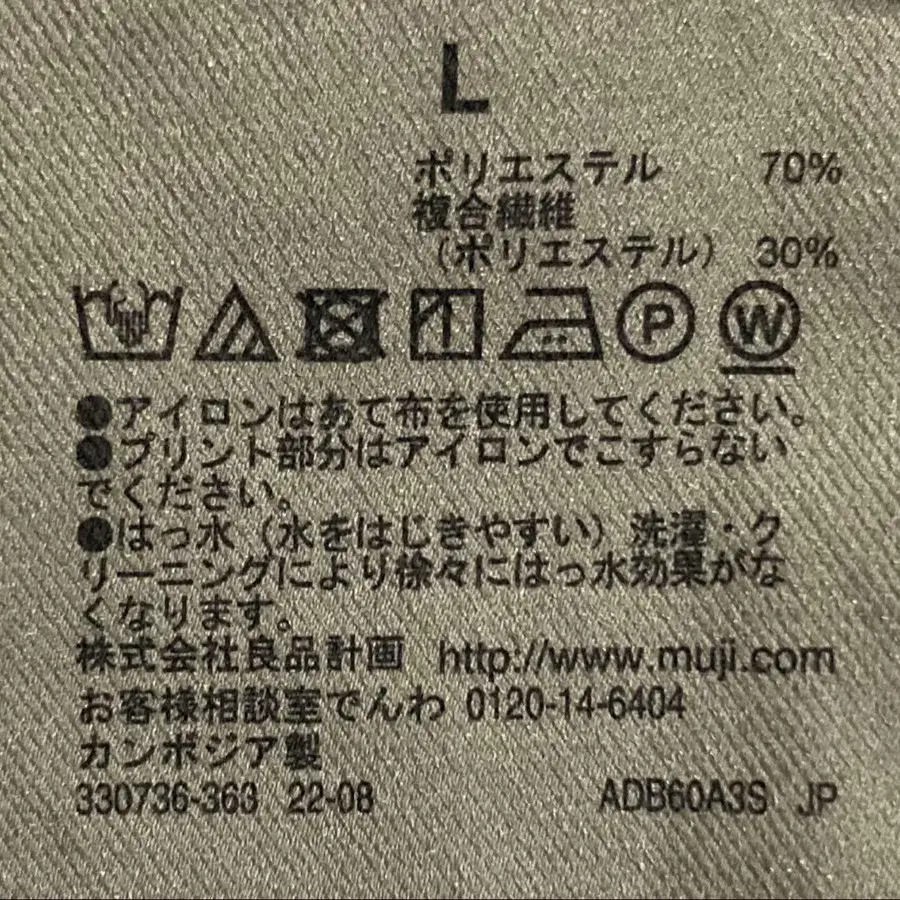 L
ポリエステル 70%
複合繊維
(ポリエステル) 30%
P W
●アイロンはあて布を使用してください。
●プリント部分はアイロンでこすらない
でください。
●はっ水(水をはじきやすい)洗濯・ク
リーニングにより徐々にはっ水効果がな
くなります。
株式会社良品計画 http://www.muji.com
お客様相談室でんわ 0120-14-6404
カンボジア製
330736-363 22-08 ADB60A3S JP